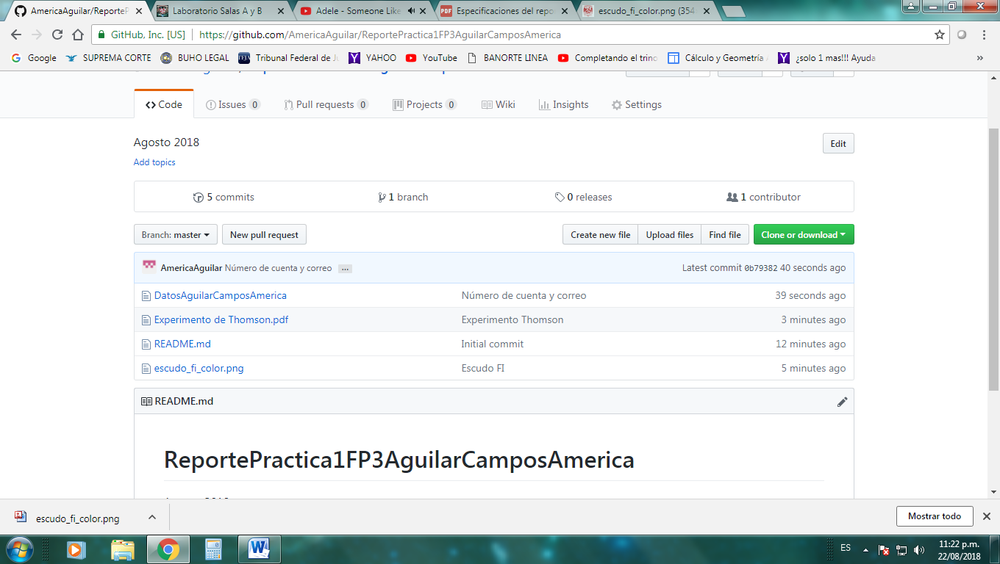 AmericaAguilar/ReporteP
Laboratorio Salas A y B
Adele - Someone Like
Especificaciones del repo
escudo_fi_color.png (354
GitHub, Inc. [US]
https://github.com/AmericaAguilar/ReportePractica1FP3AguilarCamposAmerica
Google
SUPREMA CORTE
BUHO LEGAL
Tribunal Federal de Ju
YAHOO
YouTube
BANORTE LINEA
Completando el trino
Cálculo y Geometría A
¿solo 1 mas!!! Ayuda
»
<> Code
Issues 0
Pull requests 0
Projects 0
Wiki
Insights
Settings
Agosto 2018
Edit
Add topics
5 commits
1 branch
0 releases
1 contributor
Branch: master
New pull request
Create new file
Upload files
Find file
Clone or download
AmericaAguilar Número de cuenta y correo ...
Latest commit 0b79382 40 seconds ago
DatosAguilarCamposAmerica
Número de cuenta y correo
39 seconds ago
Experimento de Thomson.pdf
Experimento Thomson
3 minutes ago
README.md
Initial commit
12 minutes ago
escudo_fi_color.png
Escudo FI
5 minutes ago
README.md
ReportePractica1FP3AguilarCamposAmerica
escudo_fi_color.png
Mostrar todo
ES
11:22 p.m.
22/08/2018